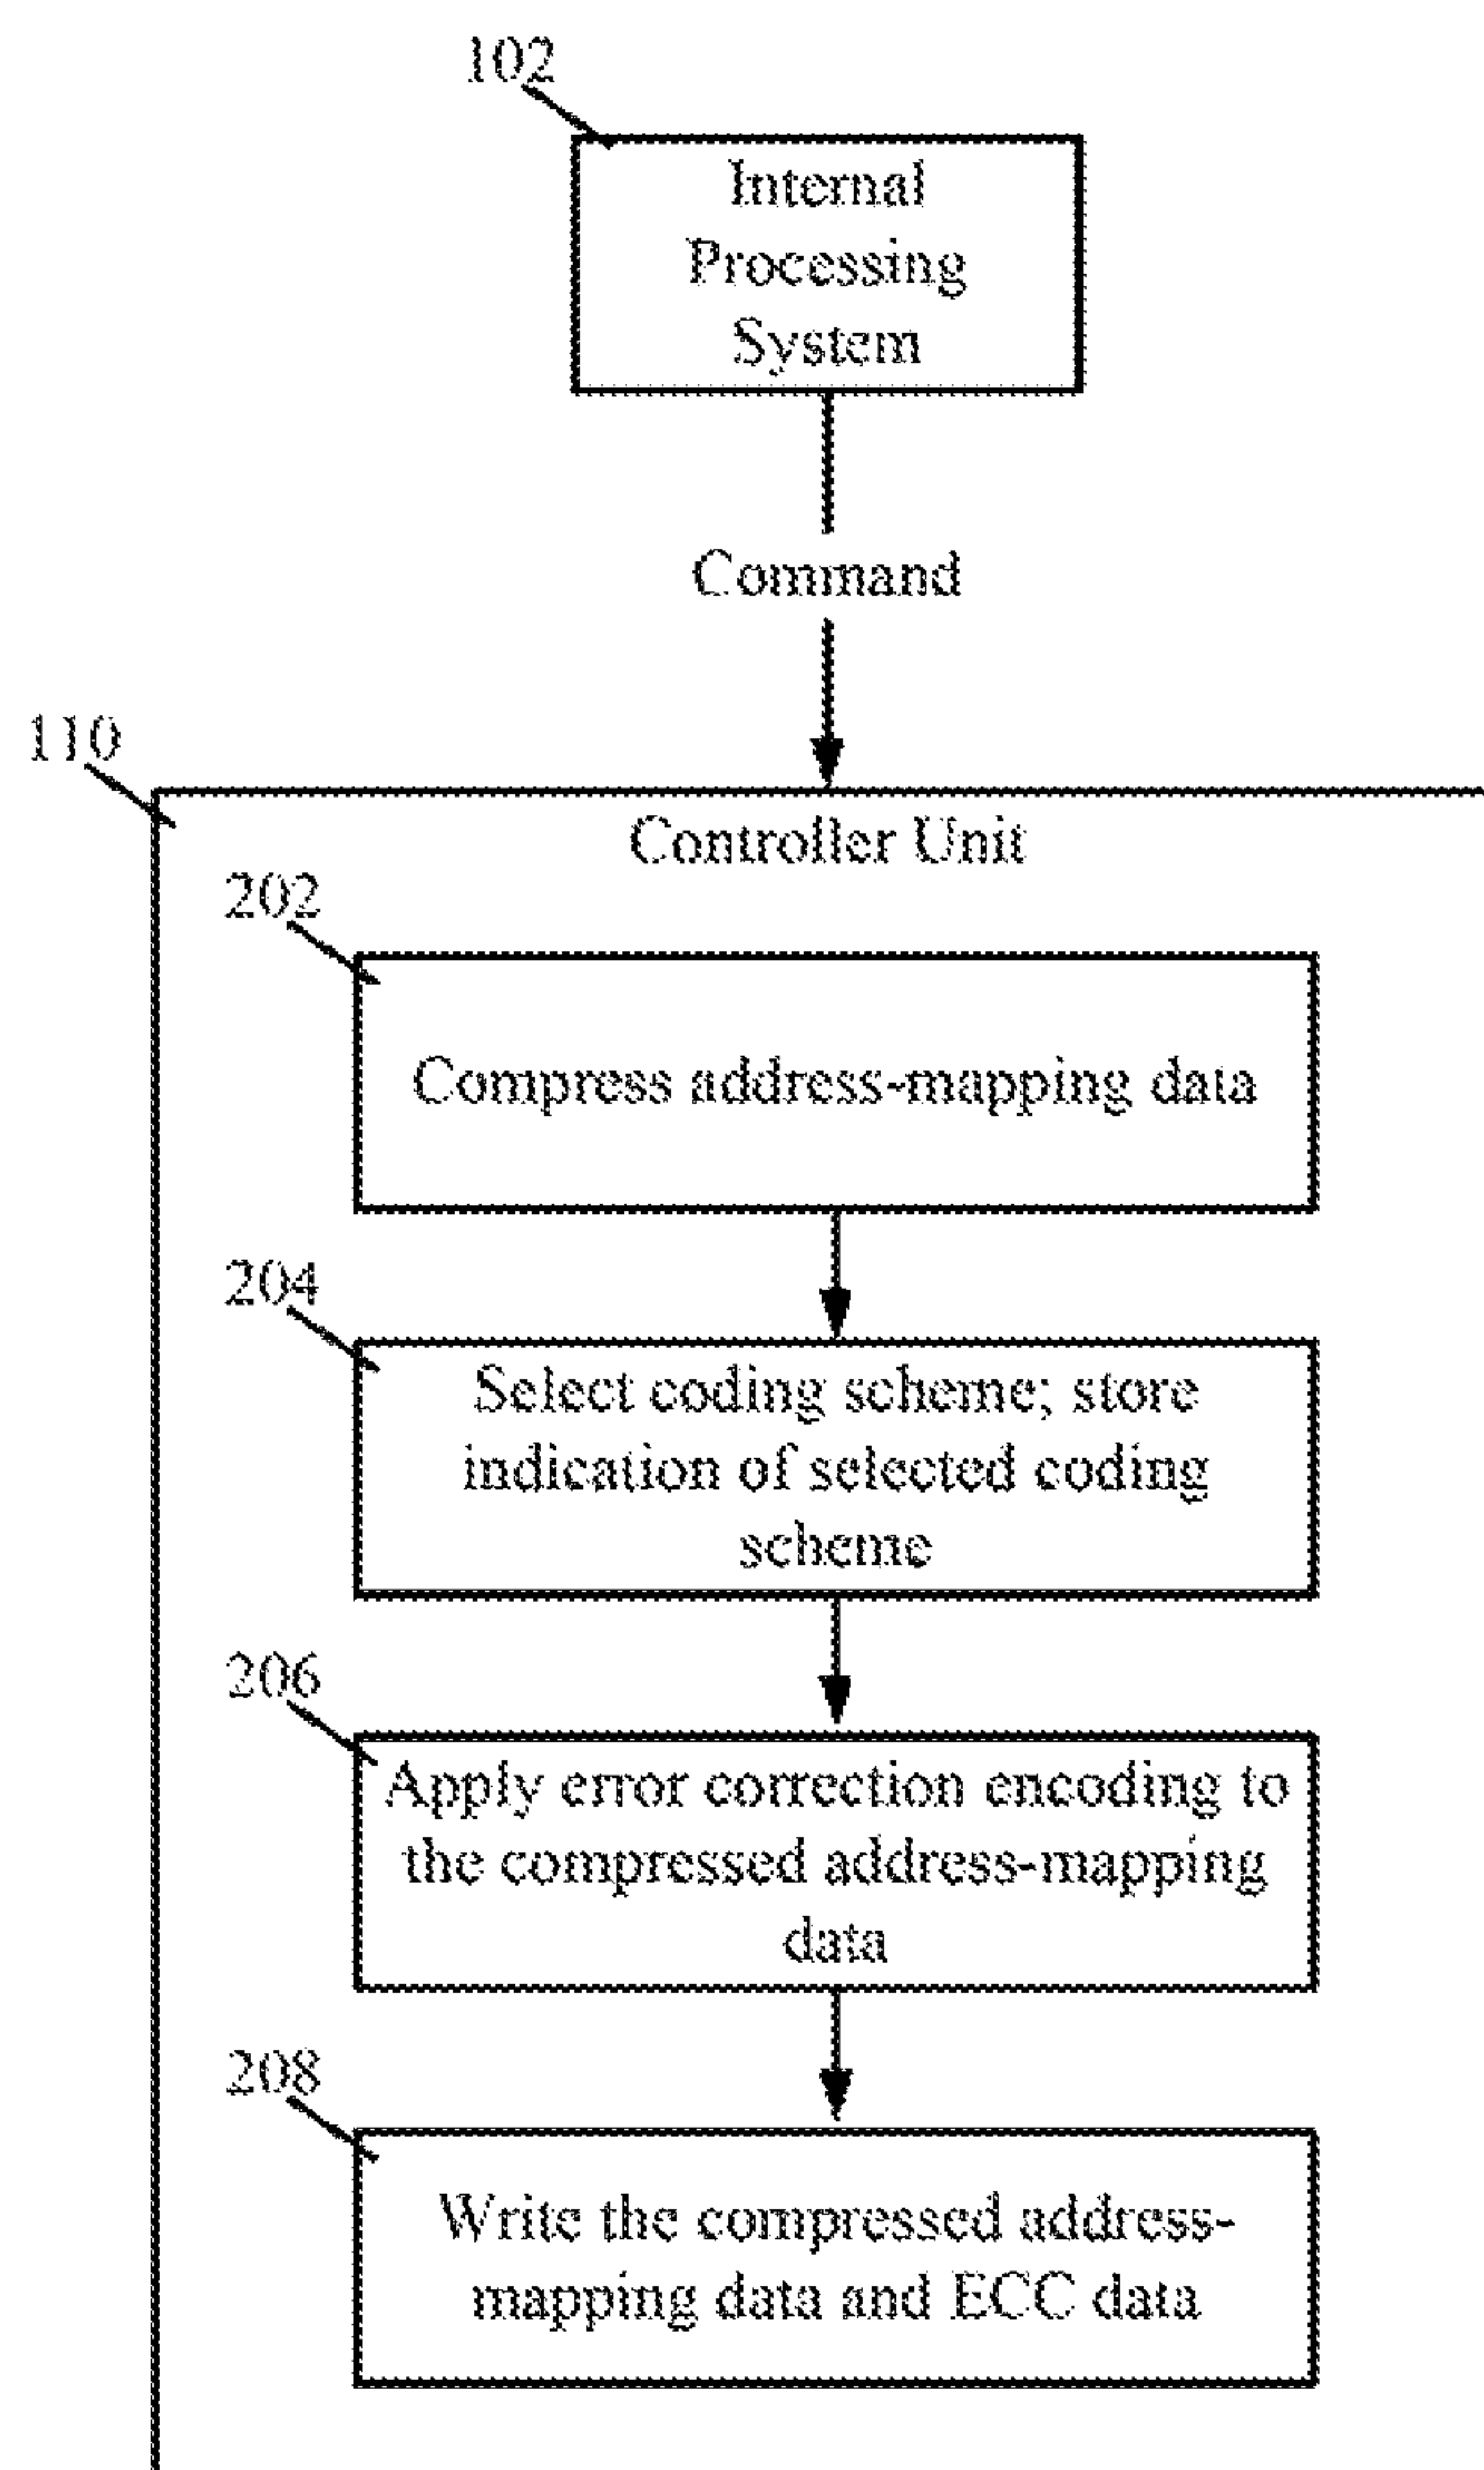 102
Internal
Processing
System
Command
110
Controller Unit
202
Compress address-mapping data
204
Select coding scheme; store
indication of selected coding
scheme
206
Apply error correction encoding to
the compressed address-mapping
data
208
Write the compressed address-
mapping data and ECC data